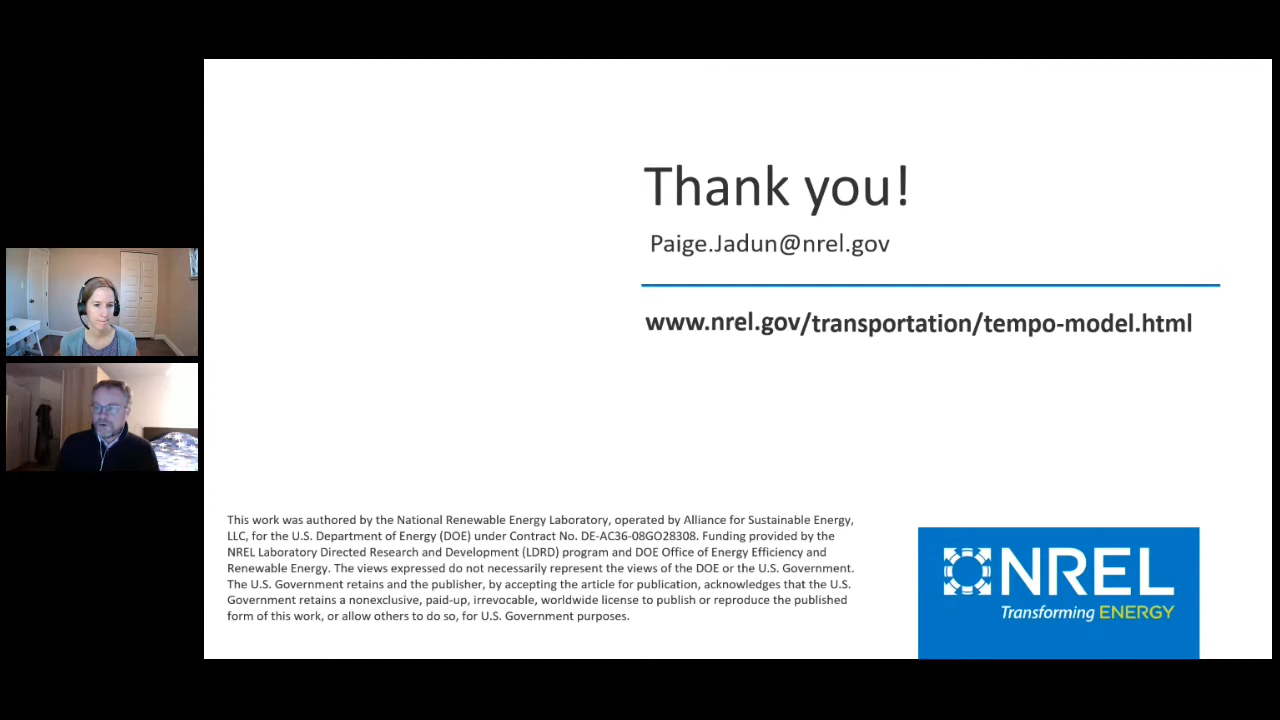 Thank you!
Paige.Jadun@nrel.gov
www.nrel.gov/transportation/tempo-model.html
This work was authored by the National Renewable Energy Laboratory, operated by Alliance for Sustainable Energy,
LLC, for the U.S. Department of Energy (DOE) under Contract No. DE-AC36-08GO28308. Funding provided by the
NREL Laboratory Directed Research and Development (LDRD) program and DOE Office of Energy Efficiency and
Renewable Energy. The views expressed do not necessarily represent the views of the DOE or the U.S. Government.
The U.S. Government retains and the publisher, by accepting the article for publication, acknowledges that the U.S.
Government retains a nonexclusive, paid-up, irrevocable, worldwide license to publish or reproduce the published
form of this work, or allow others to do so, for U.S. Government purposes.
NREL
Transforming ENERGY